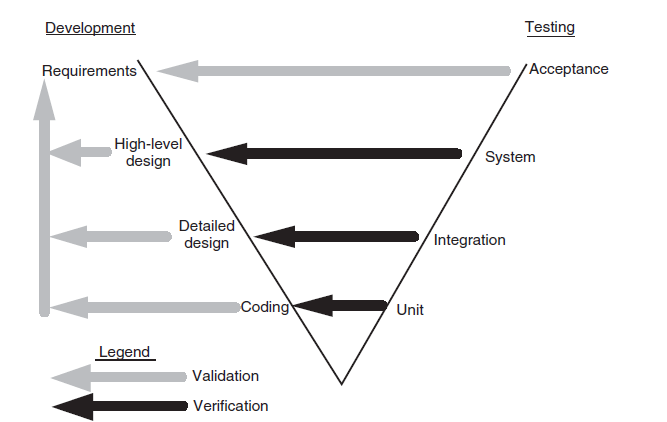 Development
Testing
Requirements
Acceptance
High-level
design
System
Detailed
design
Integration
Coding
Unit
Legend
Validation
Verification